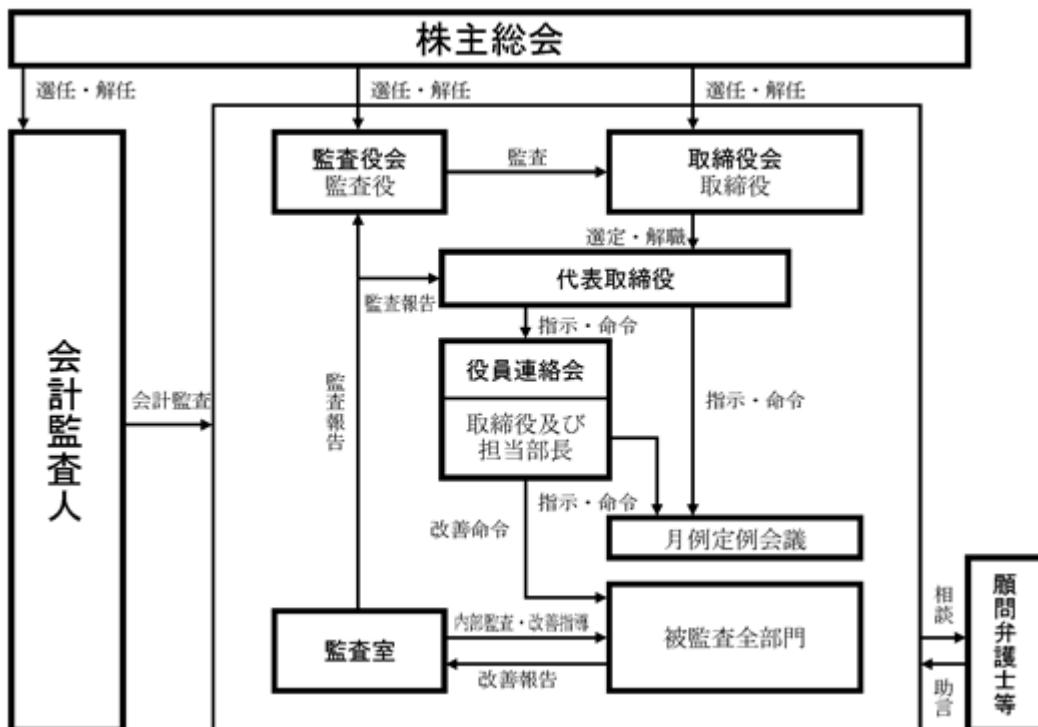 株主総会
選任・解任
選任・解任
選任・解任
監査役会
監査役
監査
取締役会
取締役
選定・解職
代表取締役
監査報告
指示・命令
役員連絡会
取締役及び
担当部長
指示・命令
会計監査人
会計監査
監査報告
指示・命令
改善命令
月例定例会議
監査室
内部監査・改善指導
改善報告
被監査全部門
相談
助言
顧問弁護士等